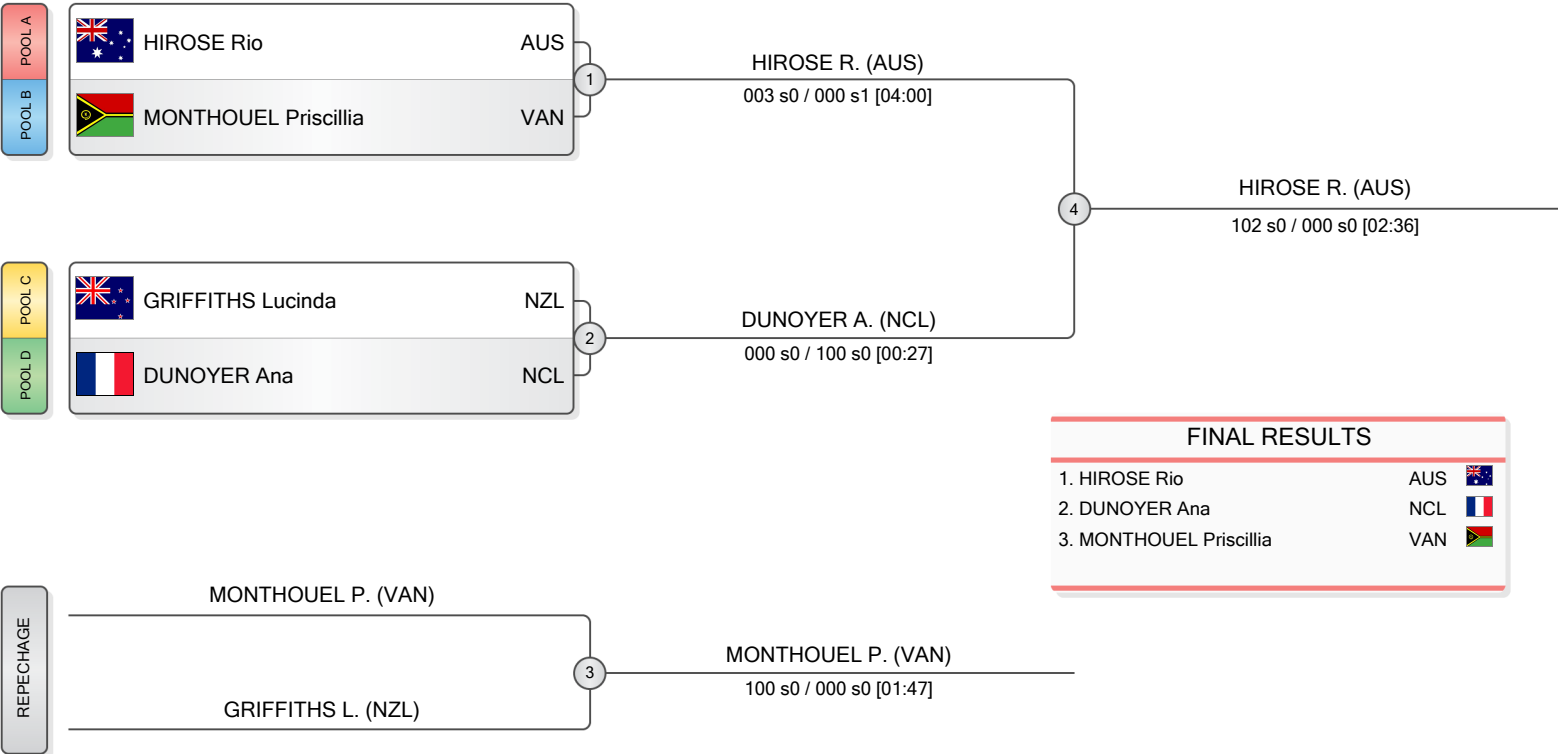 POOL A
HIROSE Rio AUS
POOL B
MONTHOUEL Priscillia VAN
1
HIROSE R. (AUS)
003 s0 / 000 s1 [04:00]
4
HIROSE R. (AUS)
102 s0 / 000 s0 [02:36]
POOL C
GRIFFITHS Lucinda NZL
POOL D
DUNOYER Ana NCL
2
DUNOYER A. (NCL)
000 s0 / 100 s0 [00:27]
FINAL RESULTS
1. HIROSE Rio AUS
2. DUNOYER Ana NCL
3. MONTHOUEL Priscillia VAN
REPECHAGE
MONTHOUEL P. (VAN)
GRIFFITHS L. (NZL)
3
MONTHOUEL P. (VAN)
100 s0 / 000 s0 [01:47]